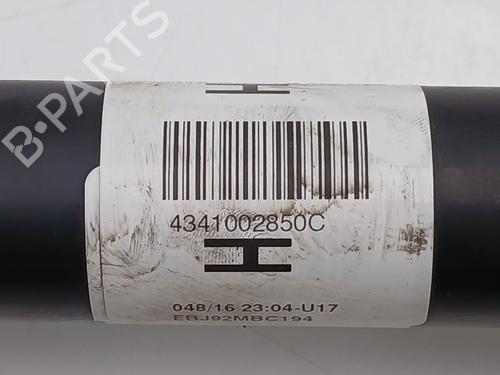 B-PARTS
H
4341002850C
H
048/16 23:04-U17
EBJ92MBC194